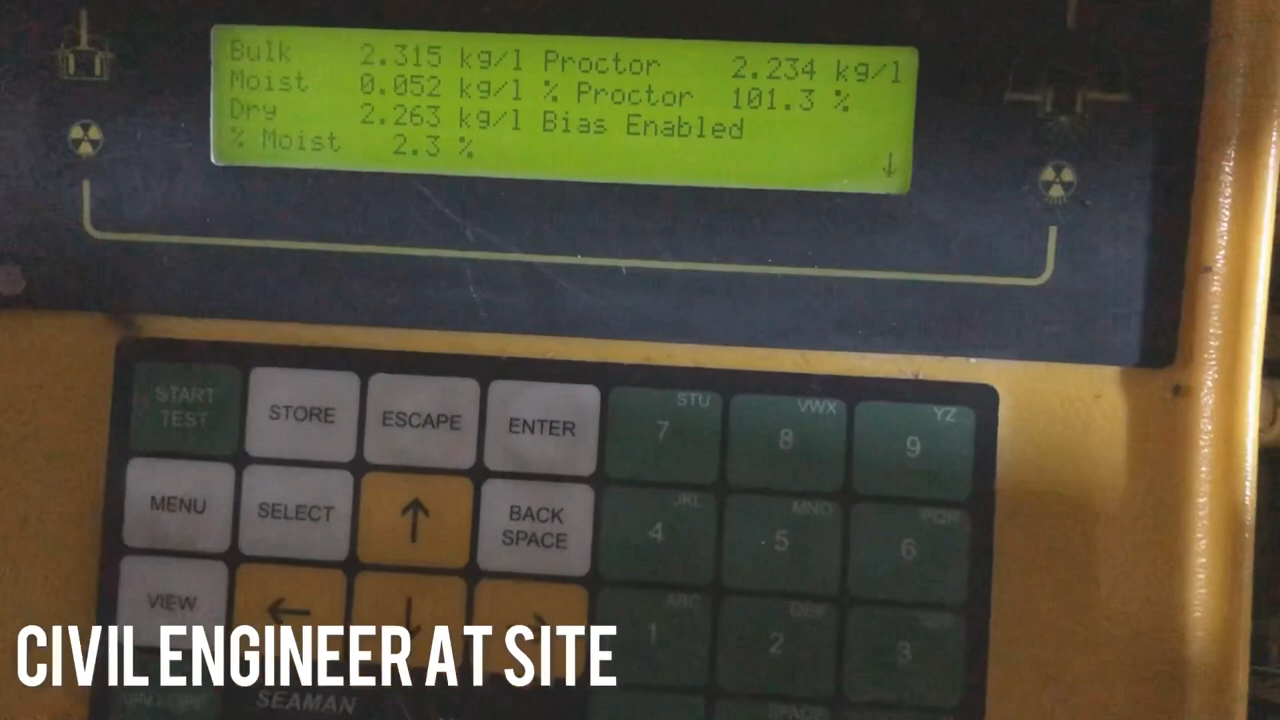 Bulk 2.315 kg/l Proctor 2.234 kg/l
Moist 0.052 kg/l % Proctor 101.3 %
Dry 2.263 kg/l Bias Enabled
% Moist 2.3 % ↓
START TEST
STORE
ESCAPE
ENTER
STU 7
VWX 8
YZ 9
MENU
SELECT
↑
BACK SPACE
JKL 4
MNO 5
PQR 6
VIEW
←
↓
→
ABC 1
DEF 2
3
CIVIL ENGINEER AT SITE
SEAMAN
SPACE